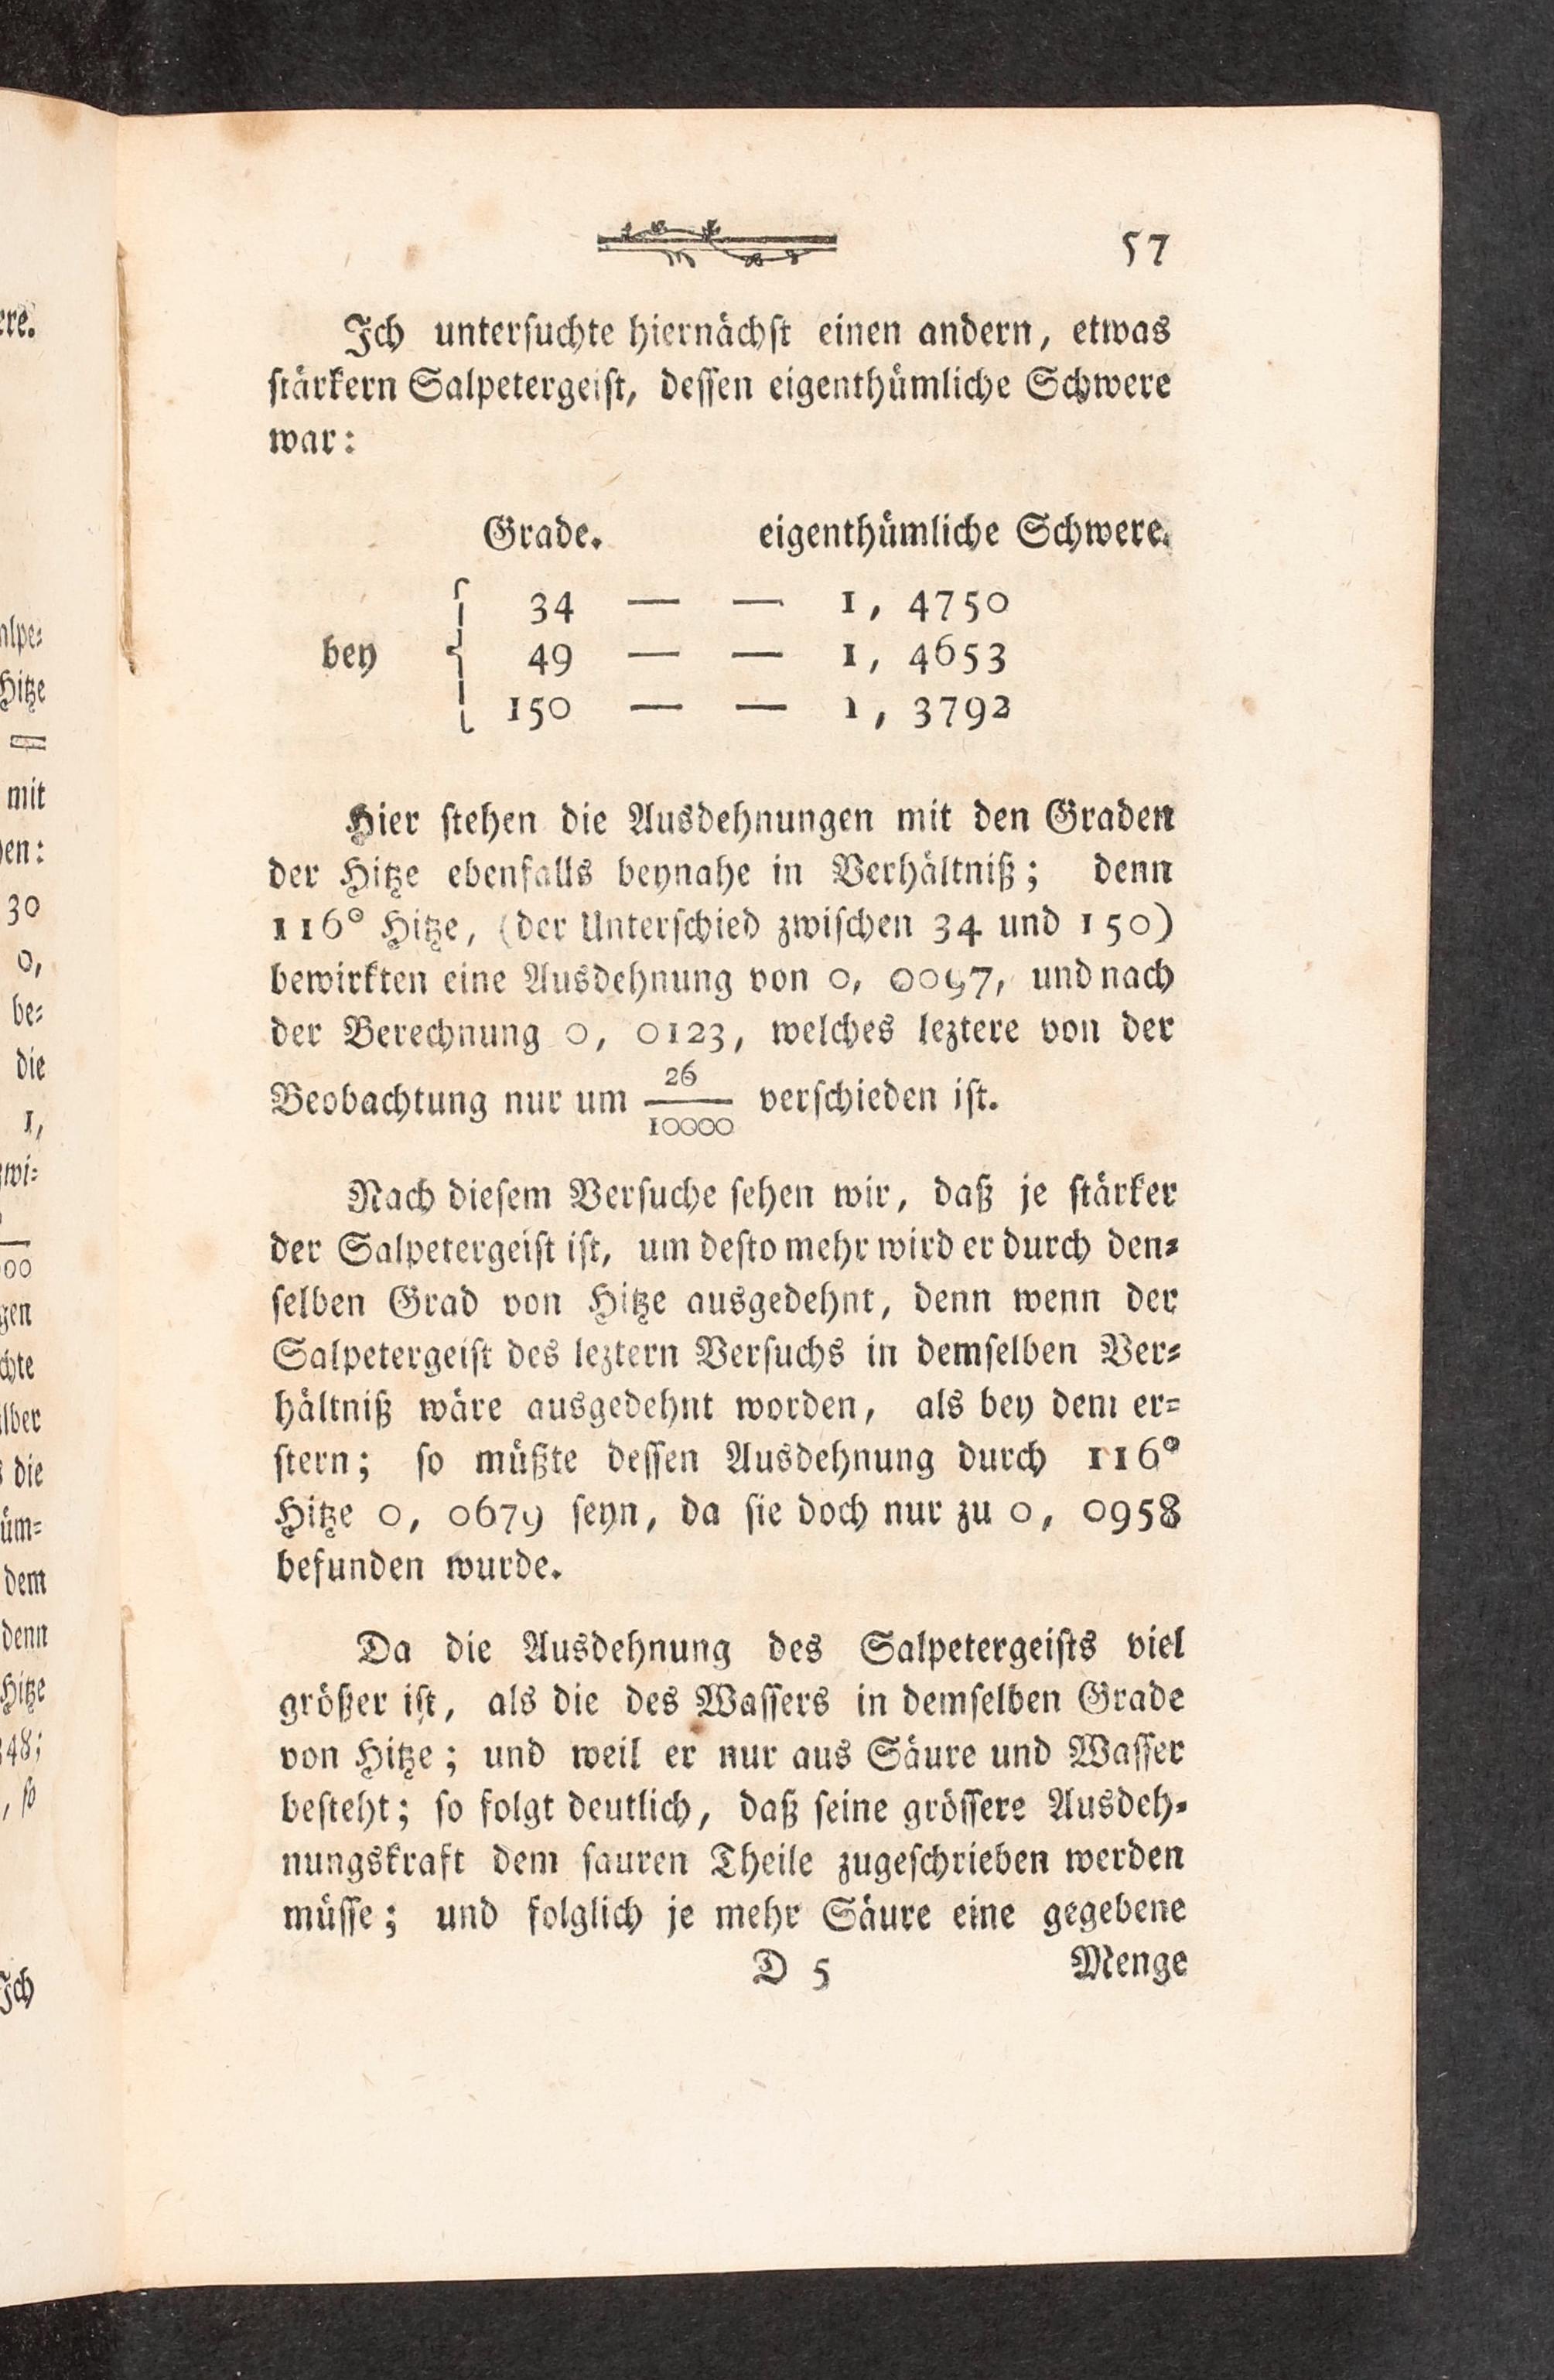 57
Ich untersuchte hiernächst einen andern, etwas
stärkern Salpetergeist, dessen eigenthümliche Schwere
war:
Grade. eigenthümliche Schwere.
34 — — 1, 4750
bey 49 — — 1, 4653
150 — — 1, 3792
Hier stehen die Ausdehnungen mit den Graden
der Hitze ebenfalls beynahe in Verhältniß; denn
116° Hitze, (der Unterschied zwischen 34 und 150)
bewirkten eine Ausdehnung von 0, 0097, und nach
der Berechnung 0, 0123, welches leztere von der
Beobachtung nur um 26/10000 verschieden ist.
Nach diesem Versuche sehen wir, daß je stärker
der Salpetergeist ist, um desto mehr wird er durch den-
selben Grad von Hitze ausgedehnt, denn wenn der
Salpetergeist des leztern Versuchs in demselben Ver-
hältniß wäre ausgedehnt worden, als bey dem er-
stern; so müßte dessen Ausdehnung durch 116°
Hitze 0, 0679 seyn, da sie doch nur zu 0, 0958
befunden wurde.
Da die Ausdehnung des Salpetergeists viel
größer ist, als die des Wassers in demselben Grade
von Hitze; und weil er nur aus Säure und Wasser
besteht; so folgt deutlich, daß seine grössere Ausdeh-
nungskraft dem sauren Theile zugeschrieben werden
müsse; und folglich je mehr Säure eine gegebene
D 5 Menge